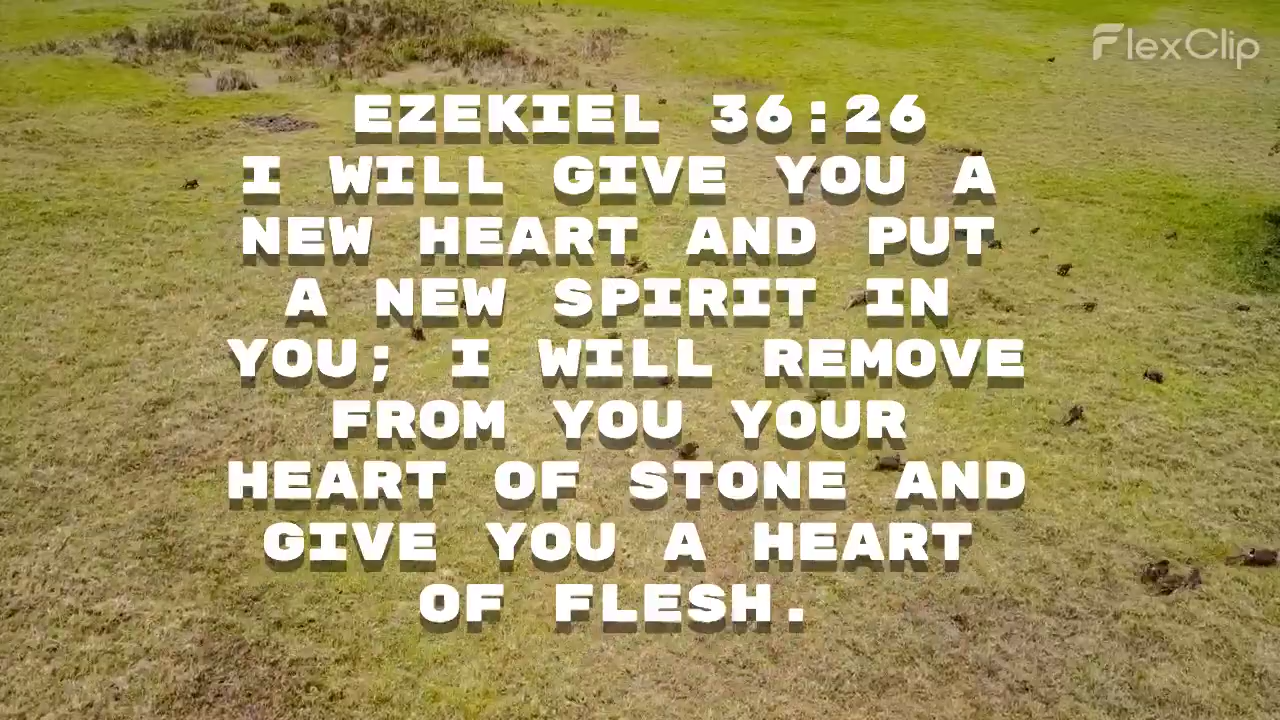 FlexClip
EZEKIEL 36:26
I WILL GIVE YOU A
NEW HEART AND PUT
A NEW SPIRIT IN
YOU; I WILL REMOVE
FROM YOU YOUR
HEART OF STONE AND
GIVE YOU A HEART
OF FLESH.